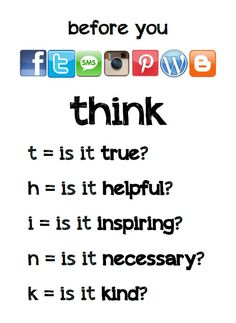 before you
f t SMS P W B
think
t = is it true?
h = is it helpful?
i = is it inspiring?
n = is it necessary?
k = is it kind?